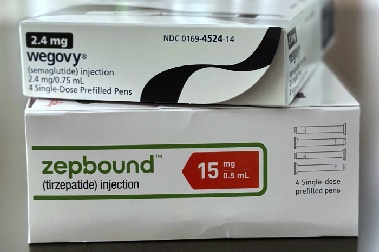 2.4 mg
NDC 0169-4524-14
wegovy®
(semaglutide) injection
2.4 mg/0.75 mL
4 Single-Dose Prefilled Pens
zepbound™
(tirzepatide) injection
15 mg
0.5 mL
4 Single-dose
prefilled pens